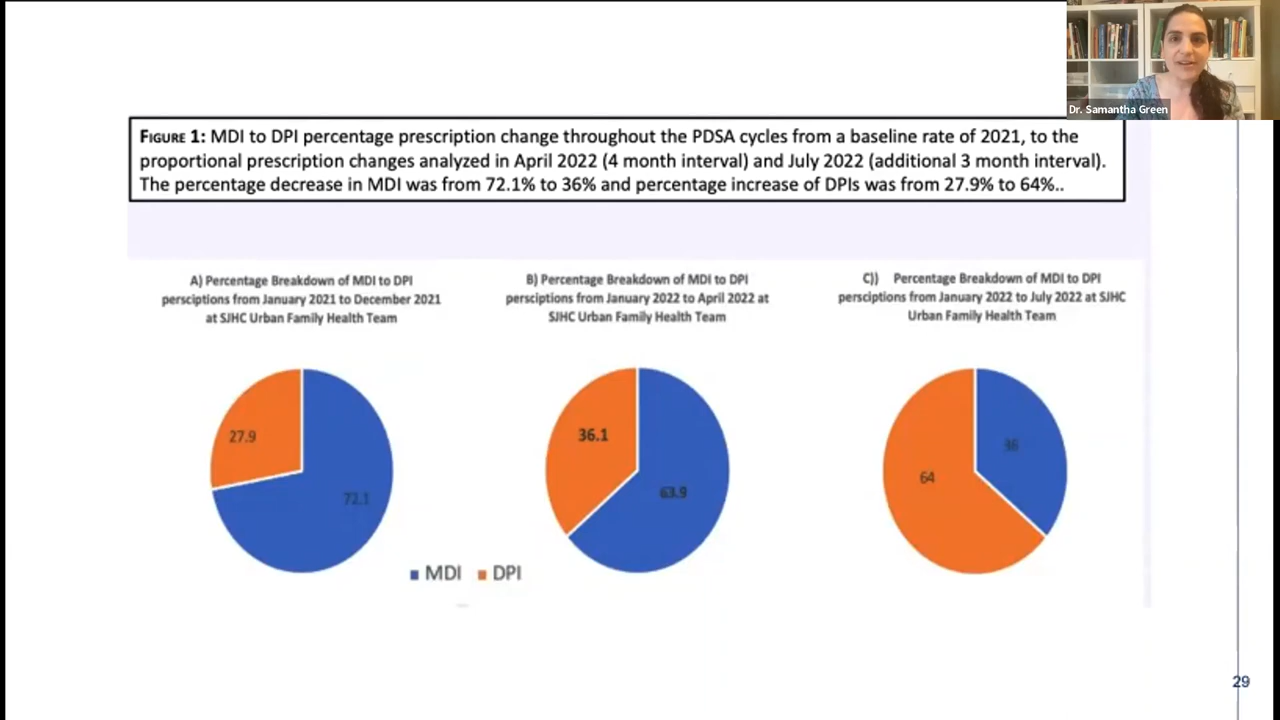 Dr. Samantha Green
FIGURE 1: MDI to DPI percentage prescription change throughout the PDSA cycles from a baseline rate of 2021, to the
proportional prescription changes analyzed in April 2022 (4 month interval) and July 2022 (additional 3 month interval).
The percentage decrease in MDI was from 72.1% to 36% and percentage increase of DPIs was from 27.9% to 64%..
A) Percentage Breakdown of MDI to DPI
persciptions from January 2021 to December 2021
at SJHC Urban Family Health Team
27.9
72.1
B) Percentage Breakdown of MDI to DPI
persciptions from January 2022 to April 2022 at
SJHC Urban Family Health Team
36.1
63.9
C)) Percentage Breakdown of MDI to DPI
persciptions from January 2022 to July 2022 at SJHC
Urban Family Health Team
36
64
MDI DPI
29